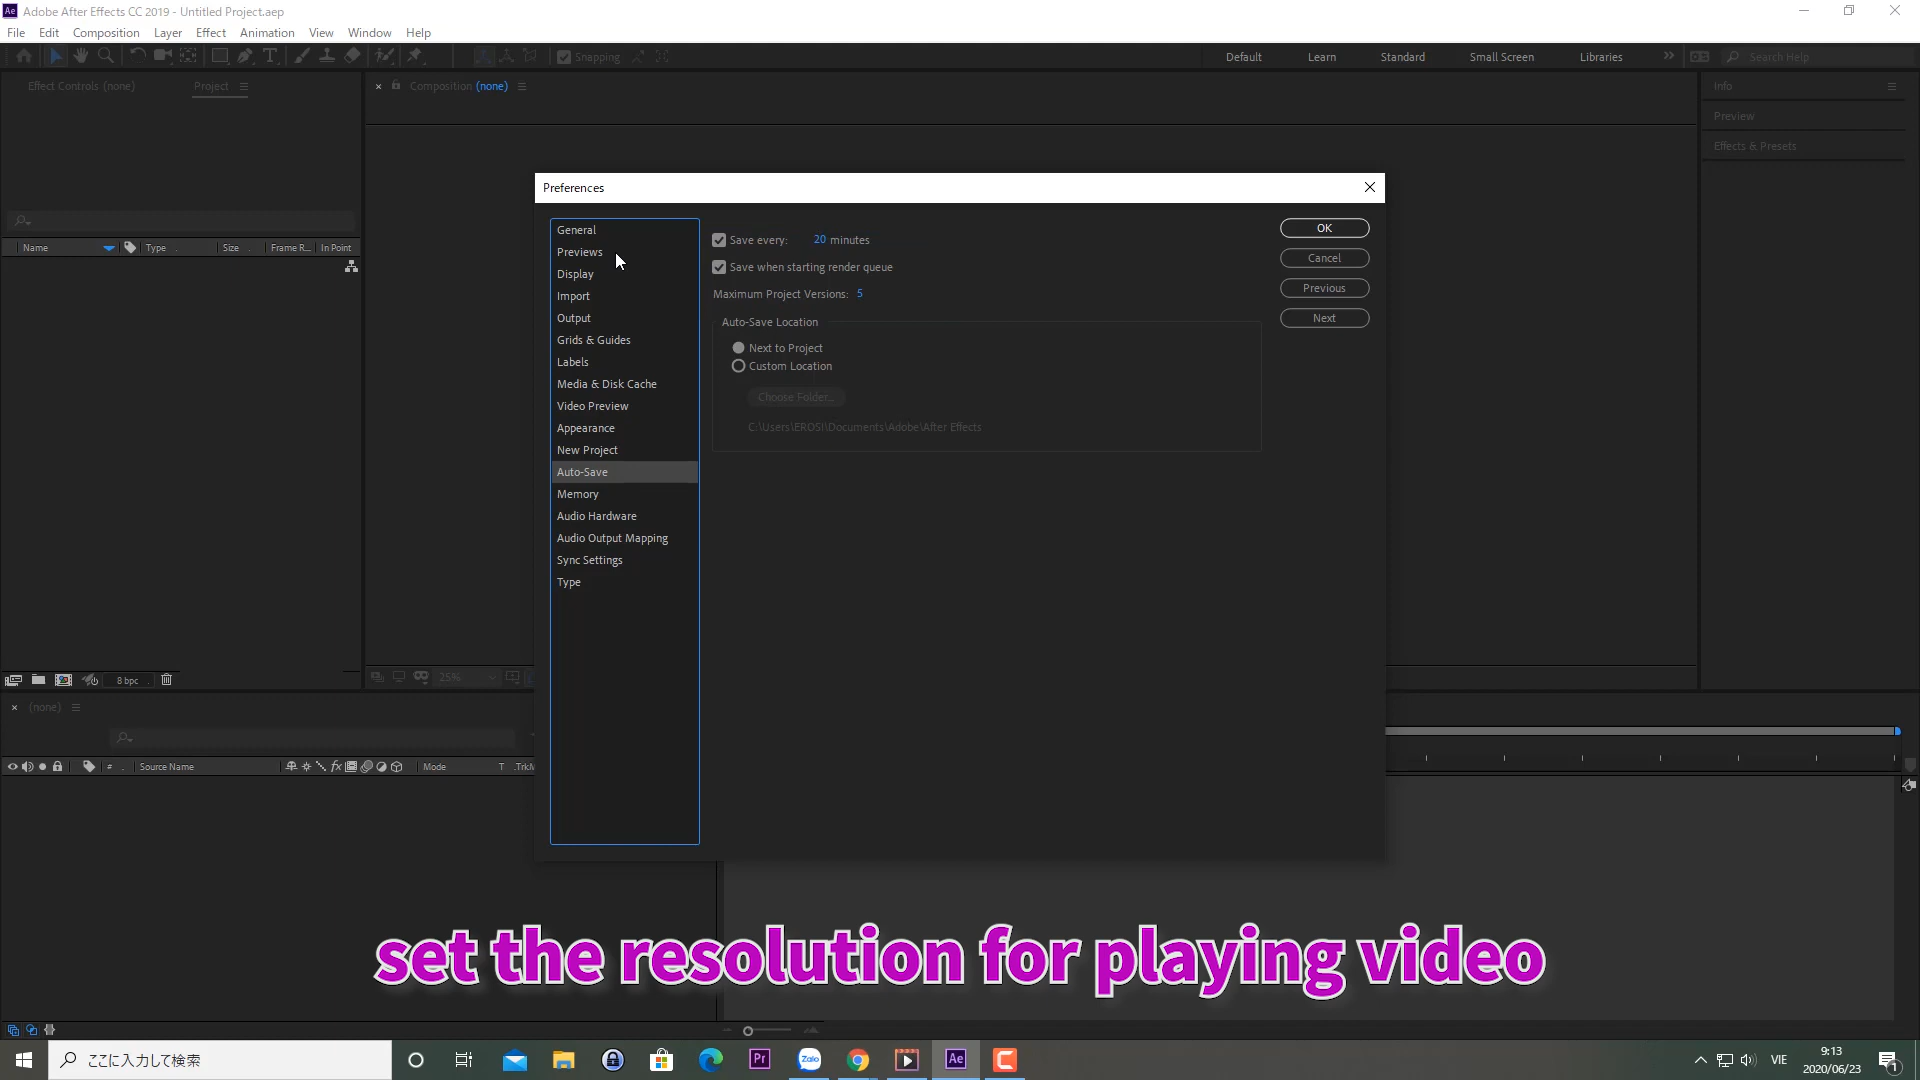 Adobe After Effects CC 2019 - Untitled Project.aep
File Edit Composition Layer Effect Animation View Window Help
Snapping
Default Learn Standard Small Screen Libraries Search Help
Effect Controls (none) Project
Composition (none)
Info
Preview
Effects & Presets
Name Type Size Frame R... In Point
Preferences
General
Previews
Display
Import
Output
Grids & Guides
Labels
Media & Disk Cache
Video Preview
Appearance
New Project
Auto-Save
Memory
Audio Hardware
Audio Output Mapping
Sync Settings
Type
Save every: 20 minutes
Save when starting render queue
Maximum Project Versions: 5
Auto-Save Location
Next to Project
Custom Location
Choose Folder...
C:\Users\EROSI\Documents\Adobe\After Effects
OK
Cancel
Previous
Next
8 bpc
25%
(none)
# Source Name Mode T .TrkM
set the resolution for playing video
ここに入力して検索
Pr
Zalo
Ae
VIE
9:13
2020/06/23
1